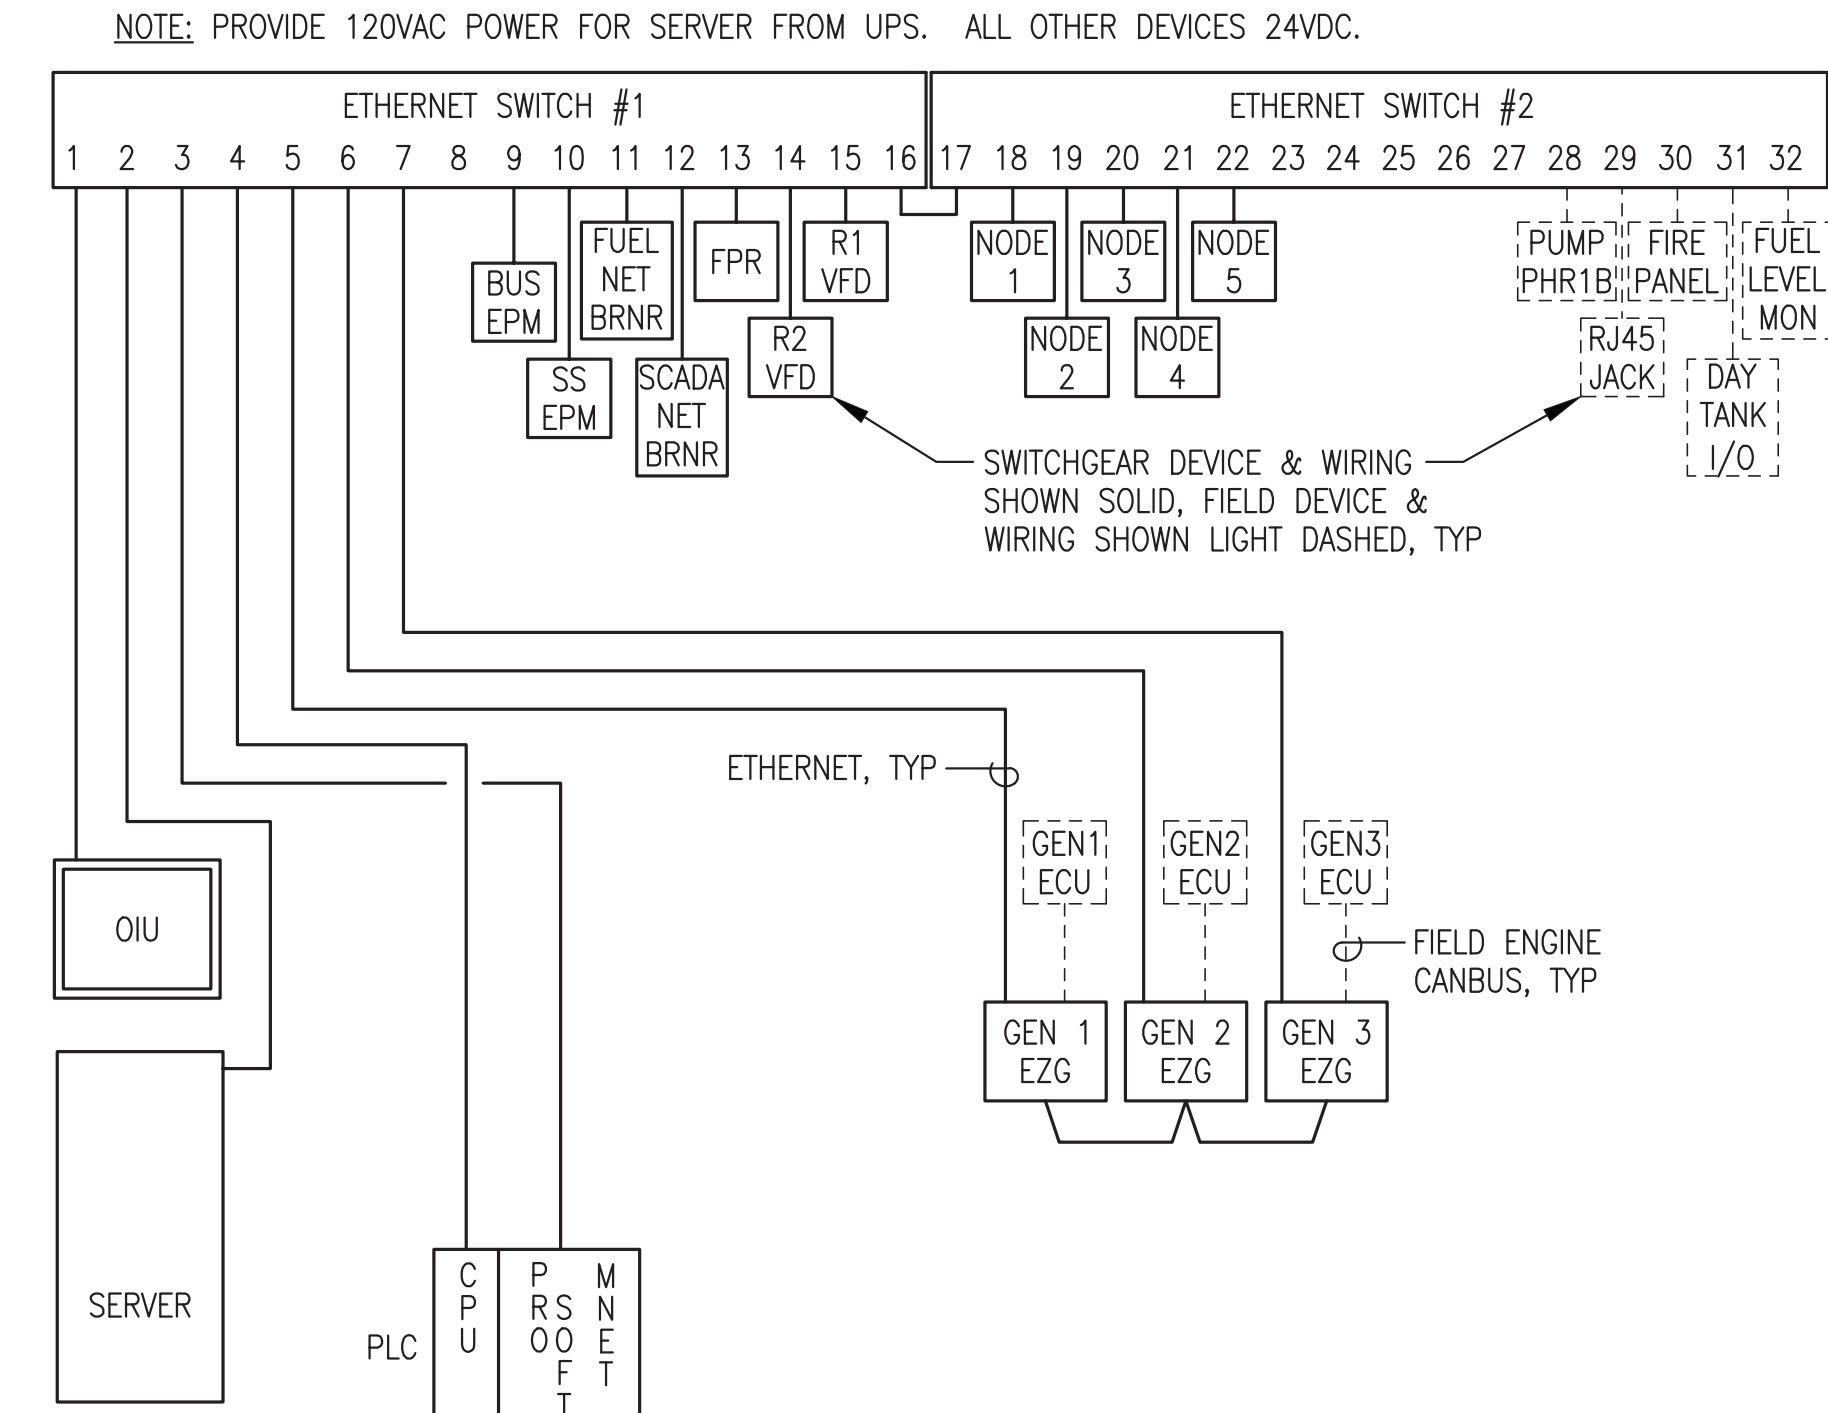 NOTE: PROVIDE 120VAC POWER FOR SERVER FROM UPS. ALL OTHER DEVICES 24VDC.
ETHERNET SWITCH #1
1 2 3 4 5 6 7 8 9 10 11 12 13 14 15 16
ETHERNET SWITCH #2
17 18 19 20 21 22 23 24 25 26 27 28 29 30 31 32
BUS
EPM
SS
EPM
FUEL
NET
BRNR
SCADA
NET
BRNR
FPR
R2
VFD
R1
VFD
NODE
1
NODE
2
NODE
3
NODE
4
NODE
5
PUMP
PHR1B
RJ45
JACK
FIRE
PANEL
DAY
TANK
I/O
FUEL
LEVEL
MON
SWITCHGEAR DEVICE & WIRING
SHOWN SOLID, FIELD DEVICE &
WIRING SHOWN LIGHT DASHED, TYP
ETHERNET, TYP
GEN1
ECU
GEN2
ECU
GEN3
ECU
FIELD ENGINE
CANBUS, TYP
OIU
GEN 1
EZG
GEN 2
EZG
GEN 3
EZG
SERVER
PLC
CPU
PRO
SOFT
MNET